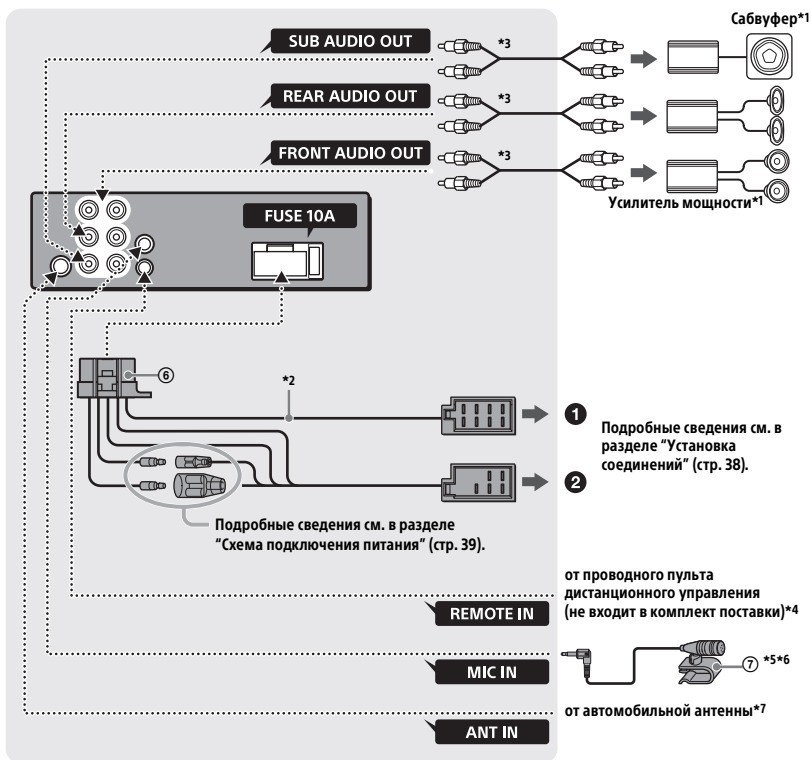 Сабвуфер*1
SUB AUDIO OUT
*3
REAR AUDIO OUT
*3
FRONT AUDIO OUT
*3
Усилитель мощности*1
FUSE 10A
⑥
*2
❶
Подробные сведения см. в
разделе “Установка
соединений” (стр. 38).
❷
Подробные сведения см. в разделе
“Схема подключения питания” (стр. 39).
от проводного пульта
дистанционного управления
(не входит в комплект поставки)*4
REMOTE IN
⑦ *5*6
MIC IN
от автомобильной антенны*7
ANT IN